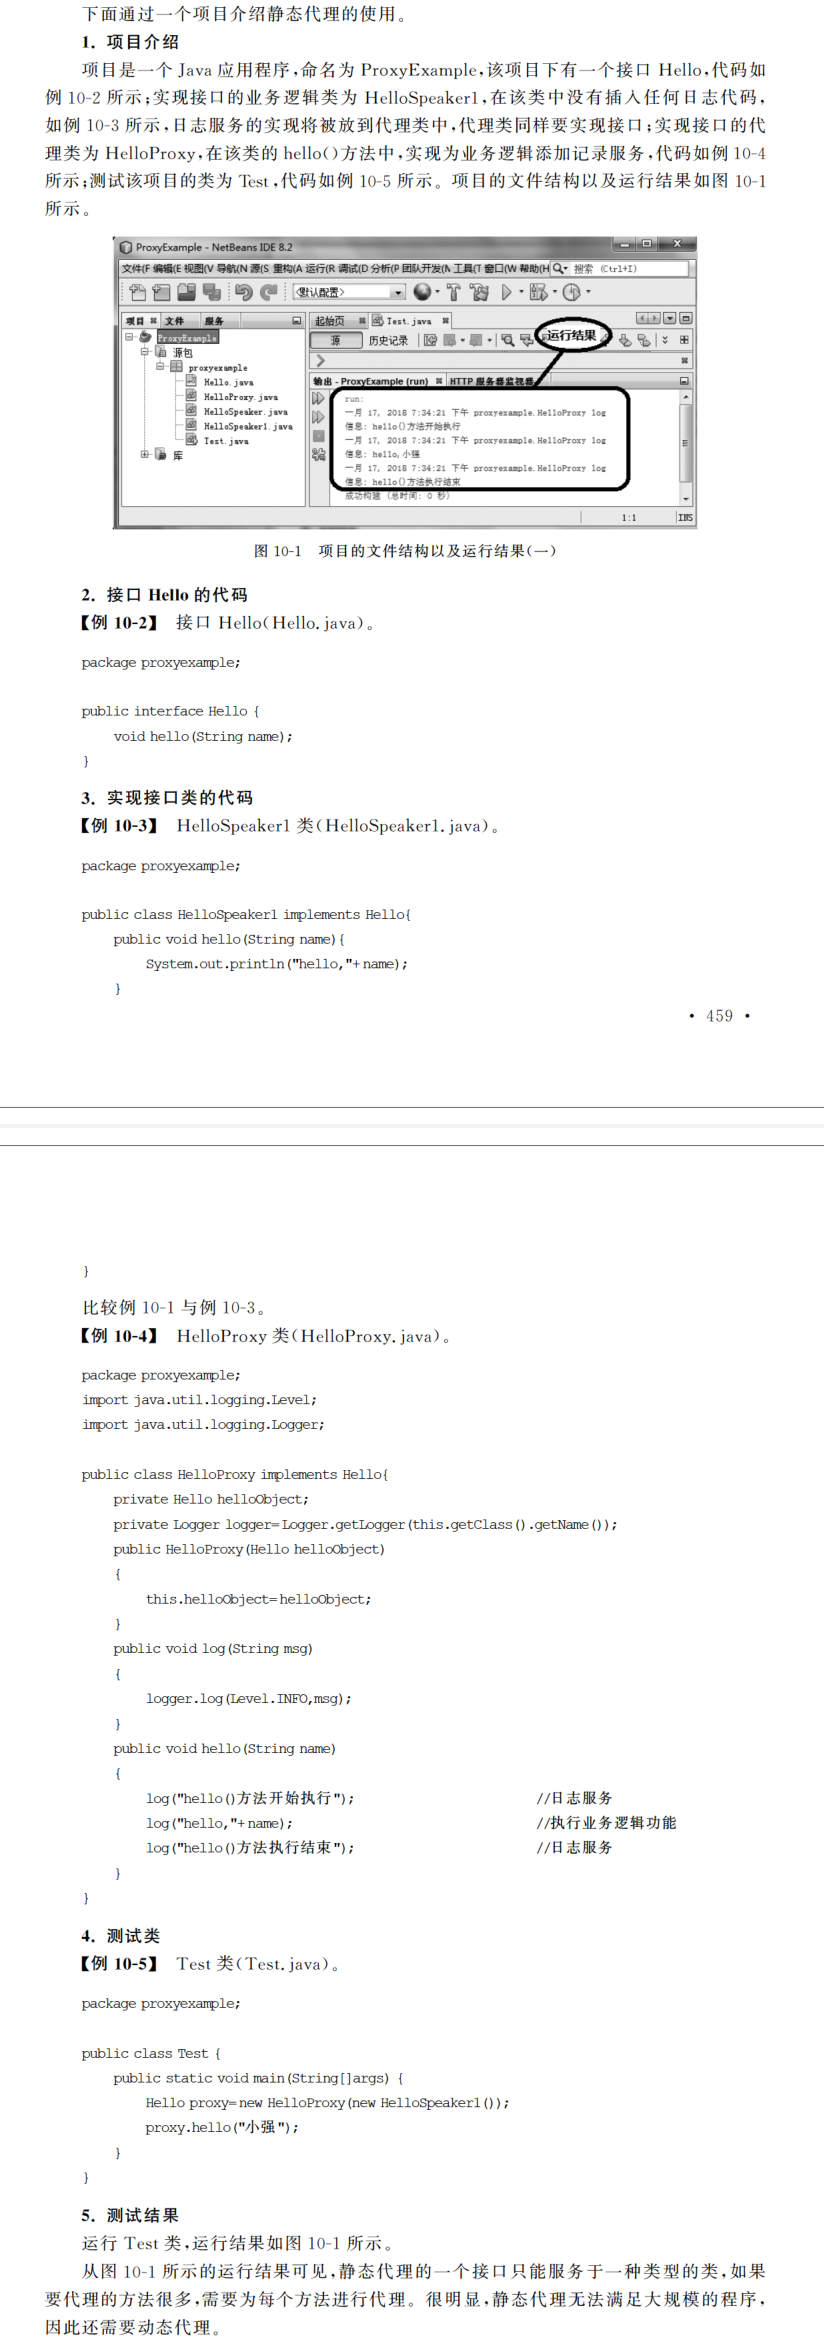 下面通过一个项目介绍静态代理的使用。
1. 项目介绍
项目是一个 Java 应用程序,命名为 ProxyExample,该项目下有一个接口 Hello,代码如
例 10-2 所示;实现接口的业务逻辑类为 HelloSpeaker1,在该类中没有插入任何日志代码,
如例 10-3 所示,日志服务的实现将被放到代理类中,代理类同样要实现接口;实现接口的代
理类为 HelloProxy,在该类的 hello()方法中,实现为业务逻辑添加记录服务,代码如例 10-4
所示;测试该项目的类为 Test,代码如例 10-5 所示。项目的文件结构以及运行结果如图 10-1
所示。
ProxyExample - NetBeans IDE 8.2
文件(F 编辑(E 视图(V 导航(N 源(S 重构(A 运行(R 调试(D 分析(P 团队开发(M 工具(T 窗口(W 帮助(H 搜索 (Ctrl+I)
<默认配置>
项目 文件 服务
起始页 Test.java
ProxyExample
源包
proxyexample
Hello.java
HelloProxy.java
HelloSpeaker.java
HelloSpeaker1.java
Test.java
库
源 历史记录
运行结果
输出 - ProxyExample (run) HTTP 服务器监视器
run:
一月 17, 2018 7:34:21 下午 proxyexample.HelloProxy log
信息: hello()方法开始执行
一月 17, 2018 7:34:21 下午 proxyexample.HelloProxy log
信息: hello,小强
一月 17, 2018 7:34:21 下午 proxyexample.HelloProxy log
信息: hello()方法执行结束
成功构建 (总时间: 0 秒)
1:1 INS
图 10-1 项目的文件结构以及运行结果(一)
2. 接口 Hello 的代码
【例 10-2】 接口 Hello(Hello.java)。
package proxyexample;
public interface Hello {
void hello(String name);
}
3. 实现接口类的代码
【例 10-3】 HelloSpeaker1 类(HelloSpeaker1.java)。
package proxyexample;
public class HelloSpeaker1 implements Hello{
public void hello(String name){
System.out.println("hello,"+name);
}
• 459 •
}
比较例 10-1 与例 10-3。
【例 10-4】 HelloProxy 类(HelloProxy.java)。
package proxyexample;
import java.util.logging.Level;
import java.util.logging.Logger;
public class HelloProxy implements Hello{
private Hello helloObject;
private Logger logger=Logger.getLogger(this.getClass().getName());
public HelloProxy(Hello helloObject)
{
this.helloObject=helloObject;
}
public void log(String msg)
{
logger.log(Level.INFO,msg);
}
public void hello(String name)
{
log("hello()方法开始执行"); //日志服务
log("hello,"+name); //执行业务逻辑功能
log("hello()方法执行结束"); //日志服务
}
}
4. 测试类
【例 10-5】 Test 类(Test.java)。
package proxyexample;
public class Test {
public static void main(String[]args) {
Hello proxy=new HelloProxy(new HelloSpeaker1());
proxy.hello("小强");
}
}
5. 测试结果
运行 Test 类,运行结果如图 10-1 所示。
从图 10-1 所示的运行结果可见,静态代理的一个接口只能服务于一种类型的类,如果
要代理的方法很多,需要为每个方法进行代理。很明显,静态代理无法满足大规模的程序,
因此还需要动态代理。